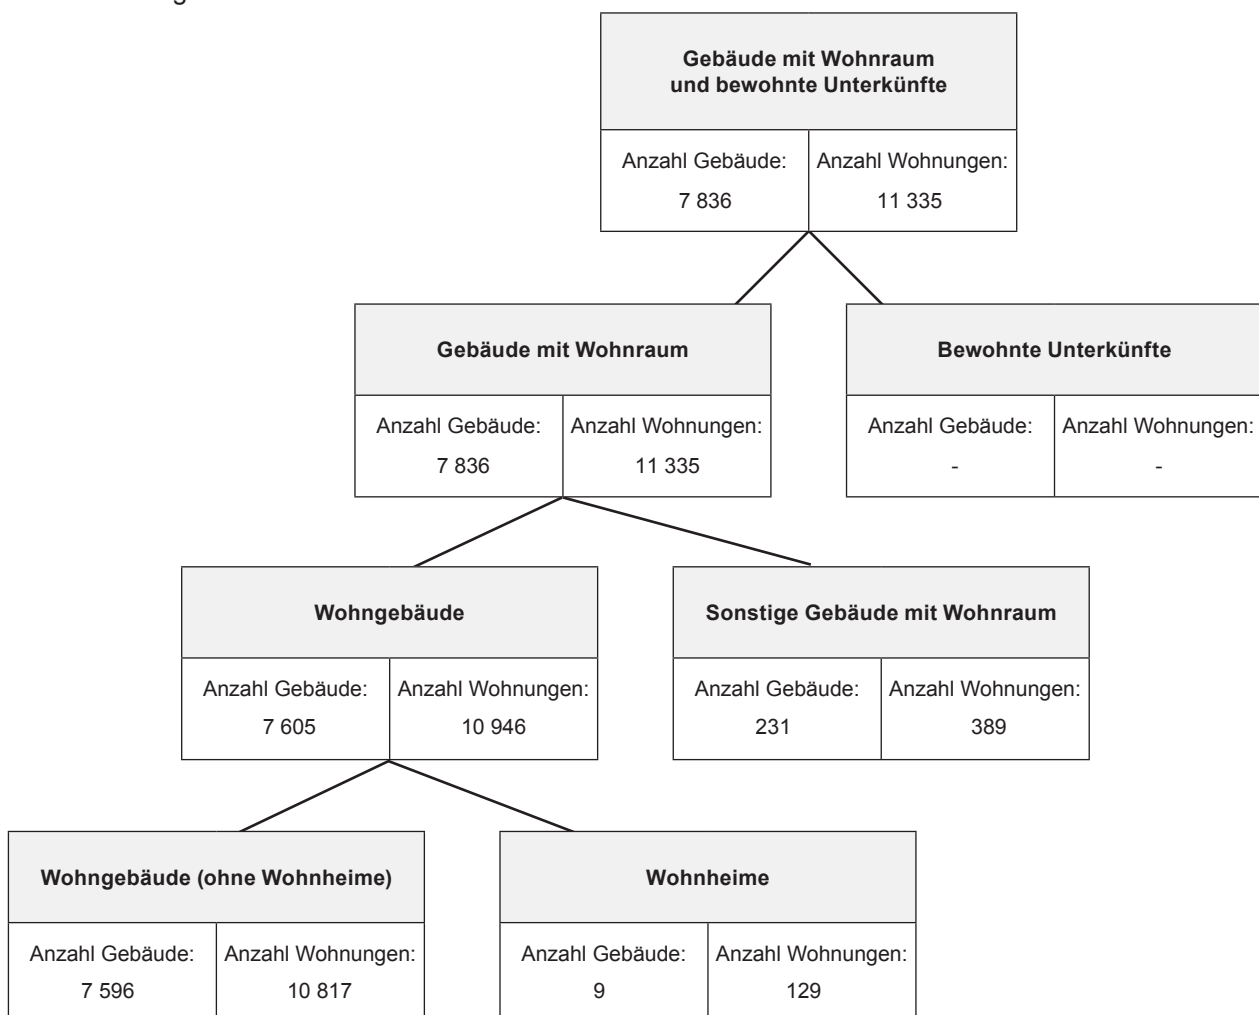 Gebäude mit Wohnraum
und bewohnte Unterkünfte
Anzahl Gebäude: Anzahl Wohnungen:
7 836 11 335
Gebäude mit Wohnraum
Bewohnte Unterkünfte
Anzahl Gebäude: Anzahl Wohnungen:
7 836 11 335
Anzahl Gebäude: Anzahl Wohnungen:
- -
Wohngebäude
Sonstige Gebäude mit Wohnraum
Anzahl Gebäude: Anzahl Wohnungen:
7 605 10 946
Anzahl Gebäude: Anzahl Wohnungen:
231 389
Wohngebäude (ohne Wohnheime)
Wohnheime
Anzahl Gebäude: Anzahl Wohnungen:
7 596 10 817
Anzahl Gebäude: Anzahl Wohnungen:
9 129